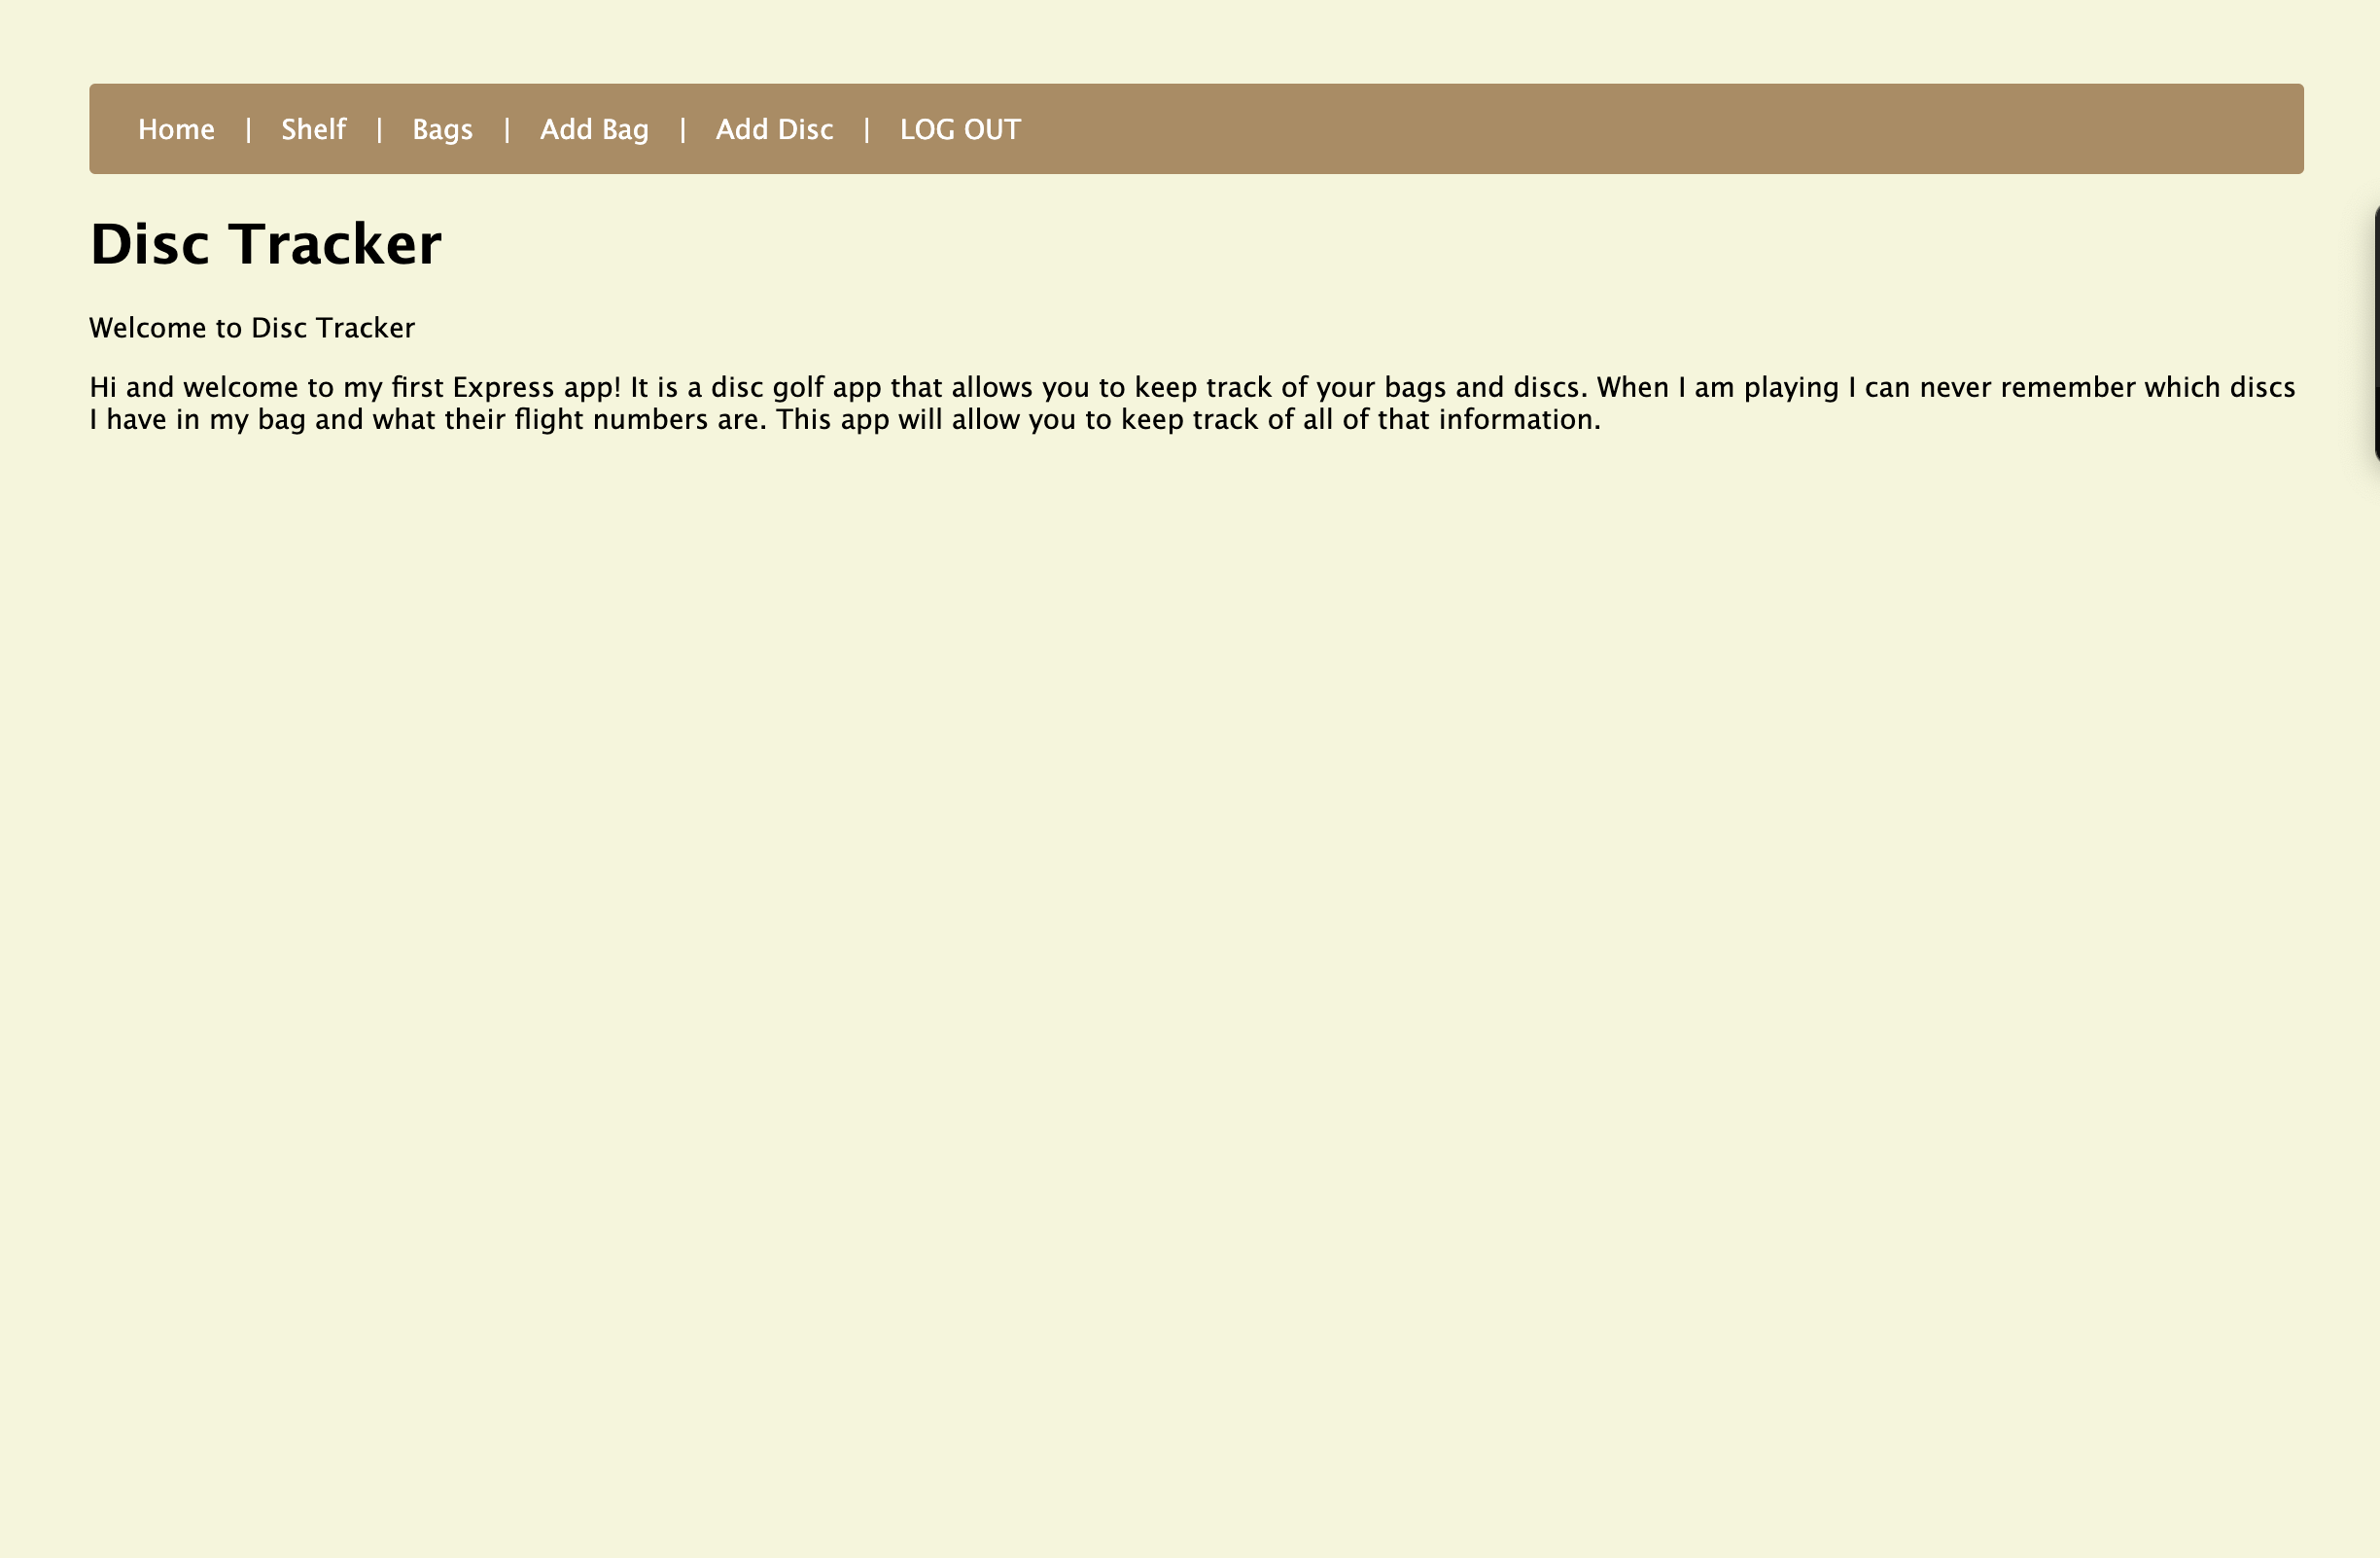 Home | Shelf | Bags | Add Bag | Add Disc | LOG OUT
Disc Tracker
Welcome to Disc Tracker
Hi and welcome to my first Express app! It is a disc golf app that allows you to keep track of your bags and discs. When I am playing I can never remember which discs
I have in my bag and what their flight numbers are. This app will allow you to keep track of all of that information.